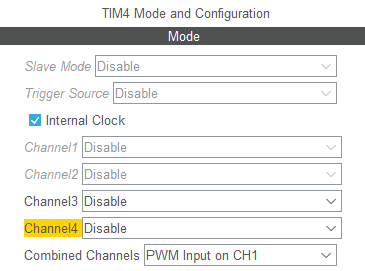 TIM4 Mode and Configuration
Mode
Slave Mode Disable
Trigger Source Disable
Internal Clock
Channel1 Disable
Channel2 Disable
Channel3 Disable
Channel4 Disable
Combined Channels PWM Input on CH1